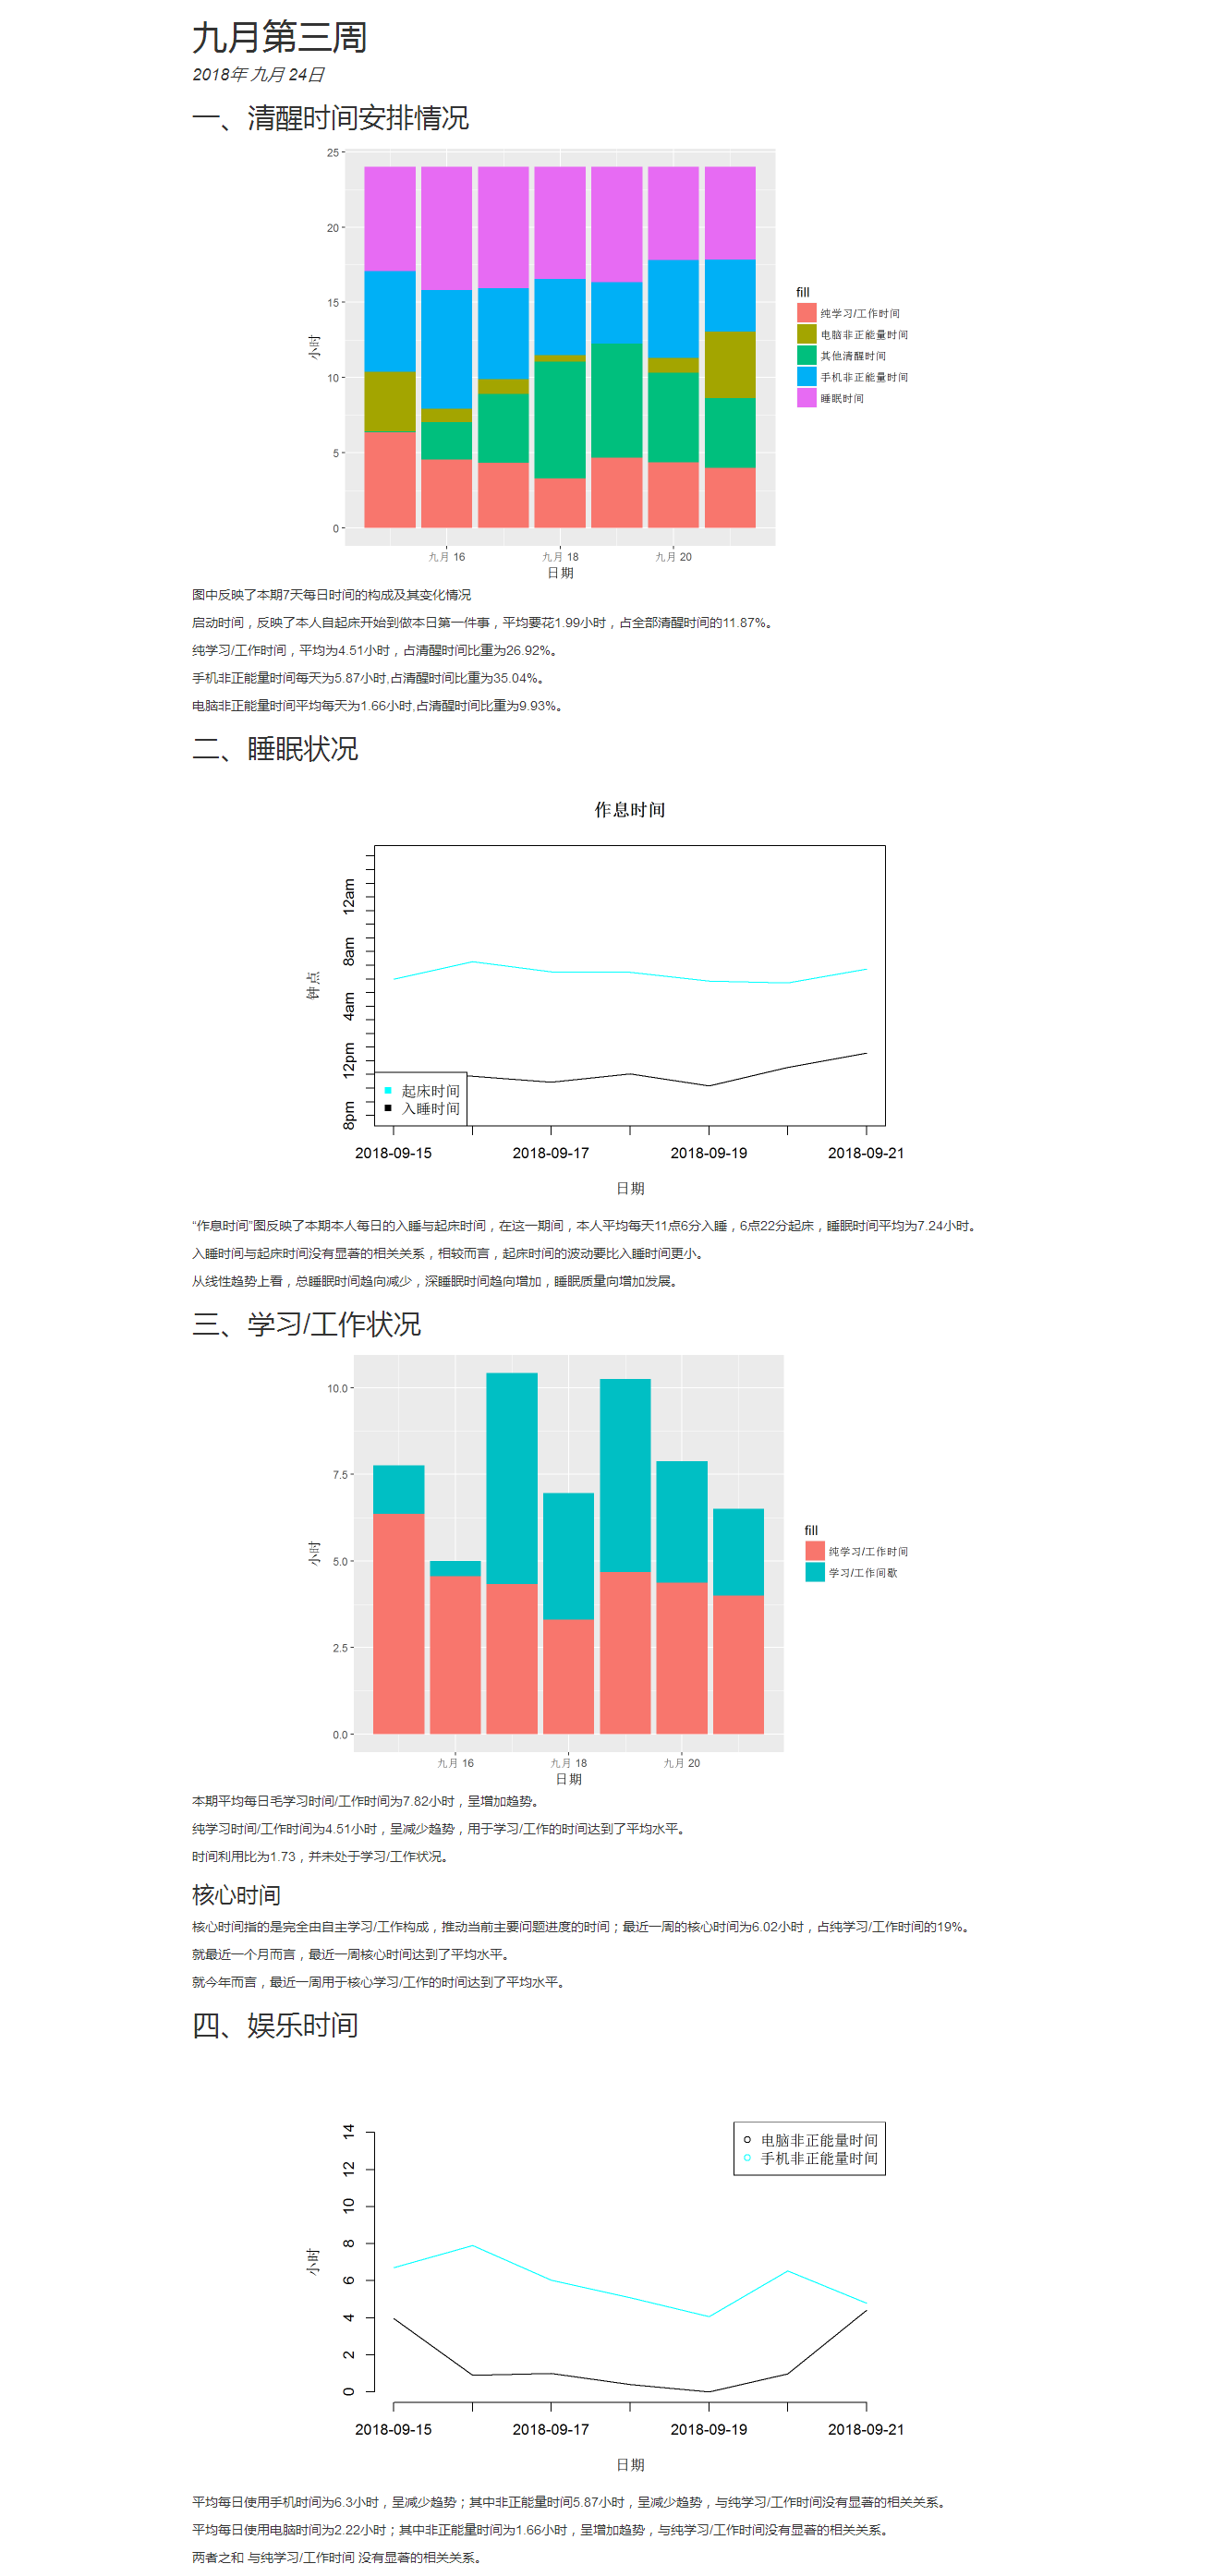 九月第三周
2018年 九月 24日
一、清醒时间安排情况
25
20
15
10
5
0
小时
九月 16
九月 18
九月 20
日期
fill
纯学习/工作时间
电脑非正能量时间
其他清醒时间
手机非正能量时间
睡眠时间
图中反映了本期7天每日时间的构成及其变化情况
启动时间，反映了本人自起床开始到做本日第一件事，平均要花1.99小时，占全部清醒时间的11.87%。
纯学习/工作时间，平均为4.51小时，占清醒时间比重为26.92%。
手机非正能量时间每天为5.87小时,占清醒时间比重为35.04%。
电脑非正能量时间平均每天为1.66小时,占清醒时间比重为9.93%。
二、睡眠状况
作息时间
12am
8am
4am
12pm
8pm
钟点
起床时间
入睡时间
2018-09-15
2018-09-17
2018-09-19
2018-09-21
日期
“作息时间”图反映了本期本人每日的入睡与起床时间，在这一期间，本人平均每天11点6分入睡，6点22分起床，睡眠时间平均为7.24小时。
入睡时间与起床时间没有显著的相关关系，相较而言，起床时间的波动要比入睡时间更小。
从线性趋势上看，总睡眠时间趋向减少，深睡眠时间趋向增加，睡眠质量向增加发展。
三、学习/工作状况
10.0
7.5
5.0
2.5
0.0
小时
九月 16
九月 18
九月 20
日期
fill
纯学习/工作时间
学习/工作间歇
本期平均每日毛学习时间/工作时间为7.82小时，呈增加趋势。
纯学习时间/工作时间为4.51小时，呈减少趋势，用于学习/工作的时间达到了平均水平。
时间利用比为1.73，并未处于学习/工作状况。
核心时间
核心时间指的是完全由自主学习/工作构成，推动当前主要问题进度的时间；最近一周的核心时间为6.02小时，占纯学习/工作时间的19%。
就最近一个月而言，最近一周核心时间达到了平均水平。
就今年而言，最近一周用于核心学习/工作的时间达到了平均水平。
四、娱乐时间
14
12
10
8
6
4
2
0
小时
电脑非正能量时间
手机非正能量时间
2018-09-15
2018-09-17
2018-09-19
2018-09-21
日期
平均每日使用手机时间为6.3小时，呈减少趋势；其中非正能量时间5.87小时，呈减少趋势，与纯学习/工作时间没有显著的相关关系。
平均每日使用电脑时间为2.22小时；其中非正能量时间为1.66小时，呈增加趋势，与纯学习/工作时间没有显著的相关关系。
两者之和 与纯学习/工作时间 没有显著的相关关系。